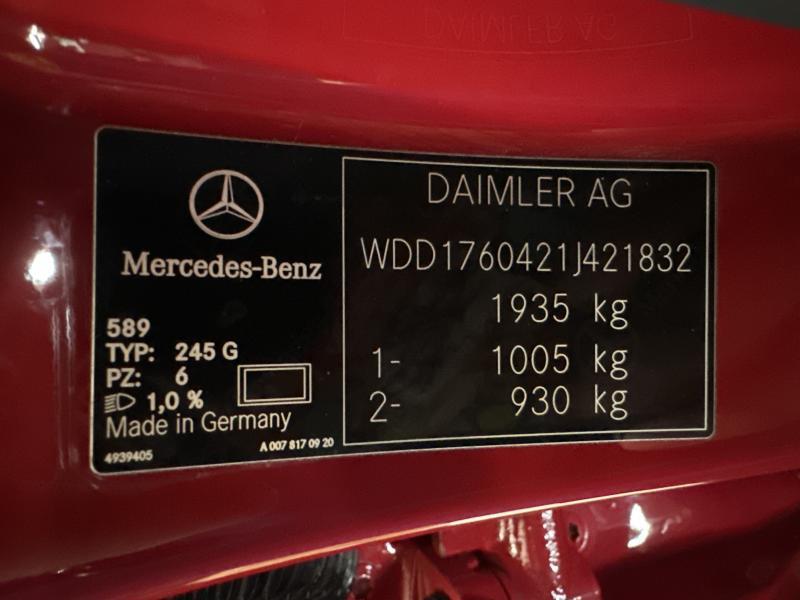 Mercedes-Benz
589
TYP: 245 G
PZ: 6
1,0 %
Made in Germany
4939405
A 007 817 09 20
DAIMLER AG
WDD1760421J421832
1935 kg
1- 1005 kg
2- 930 kg